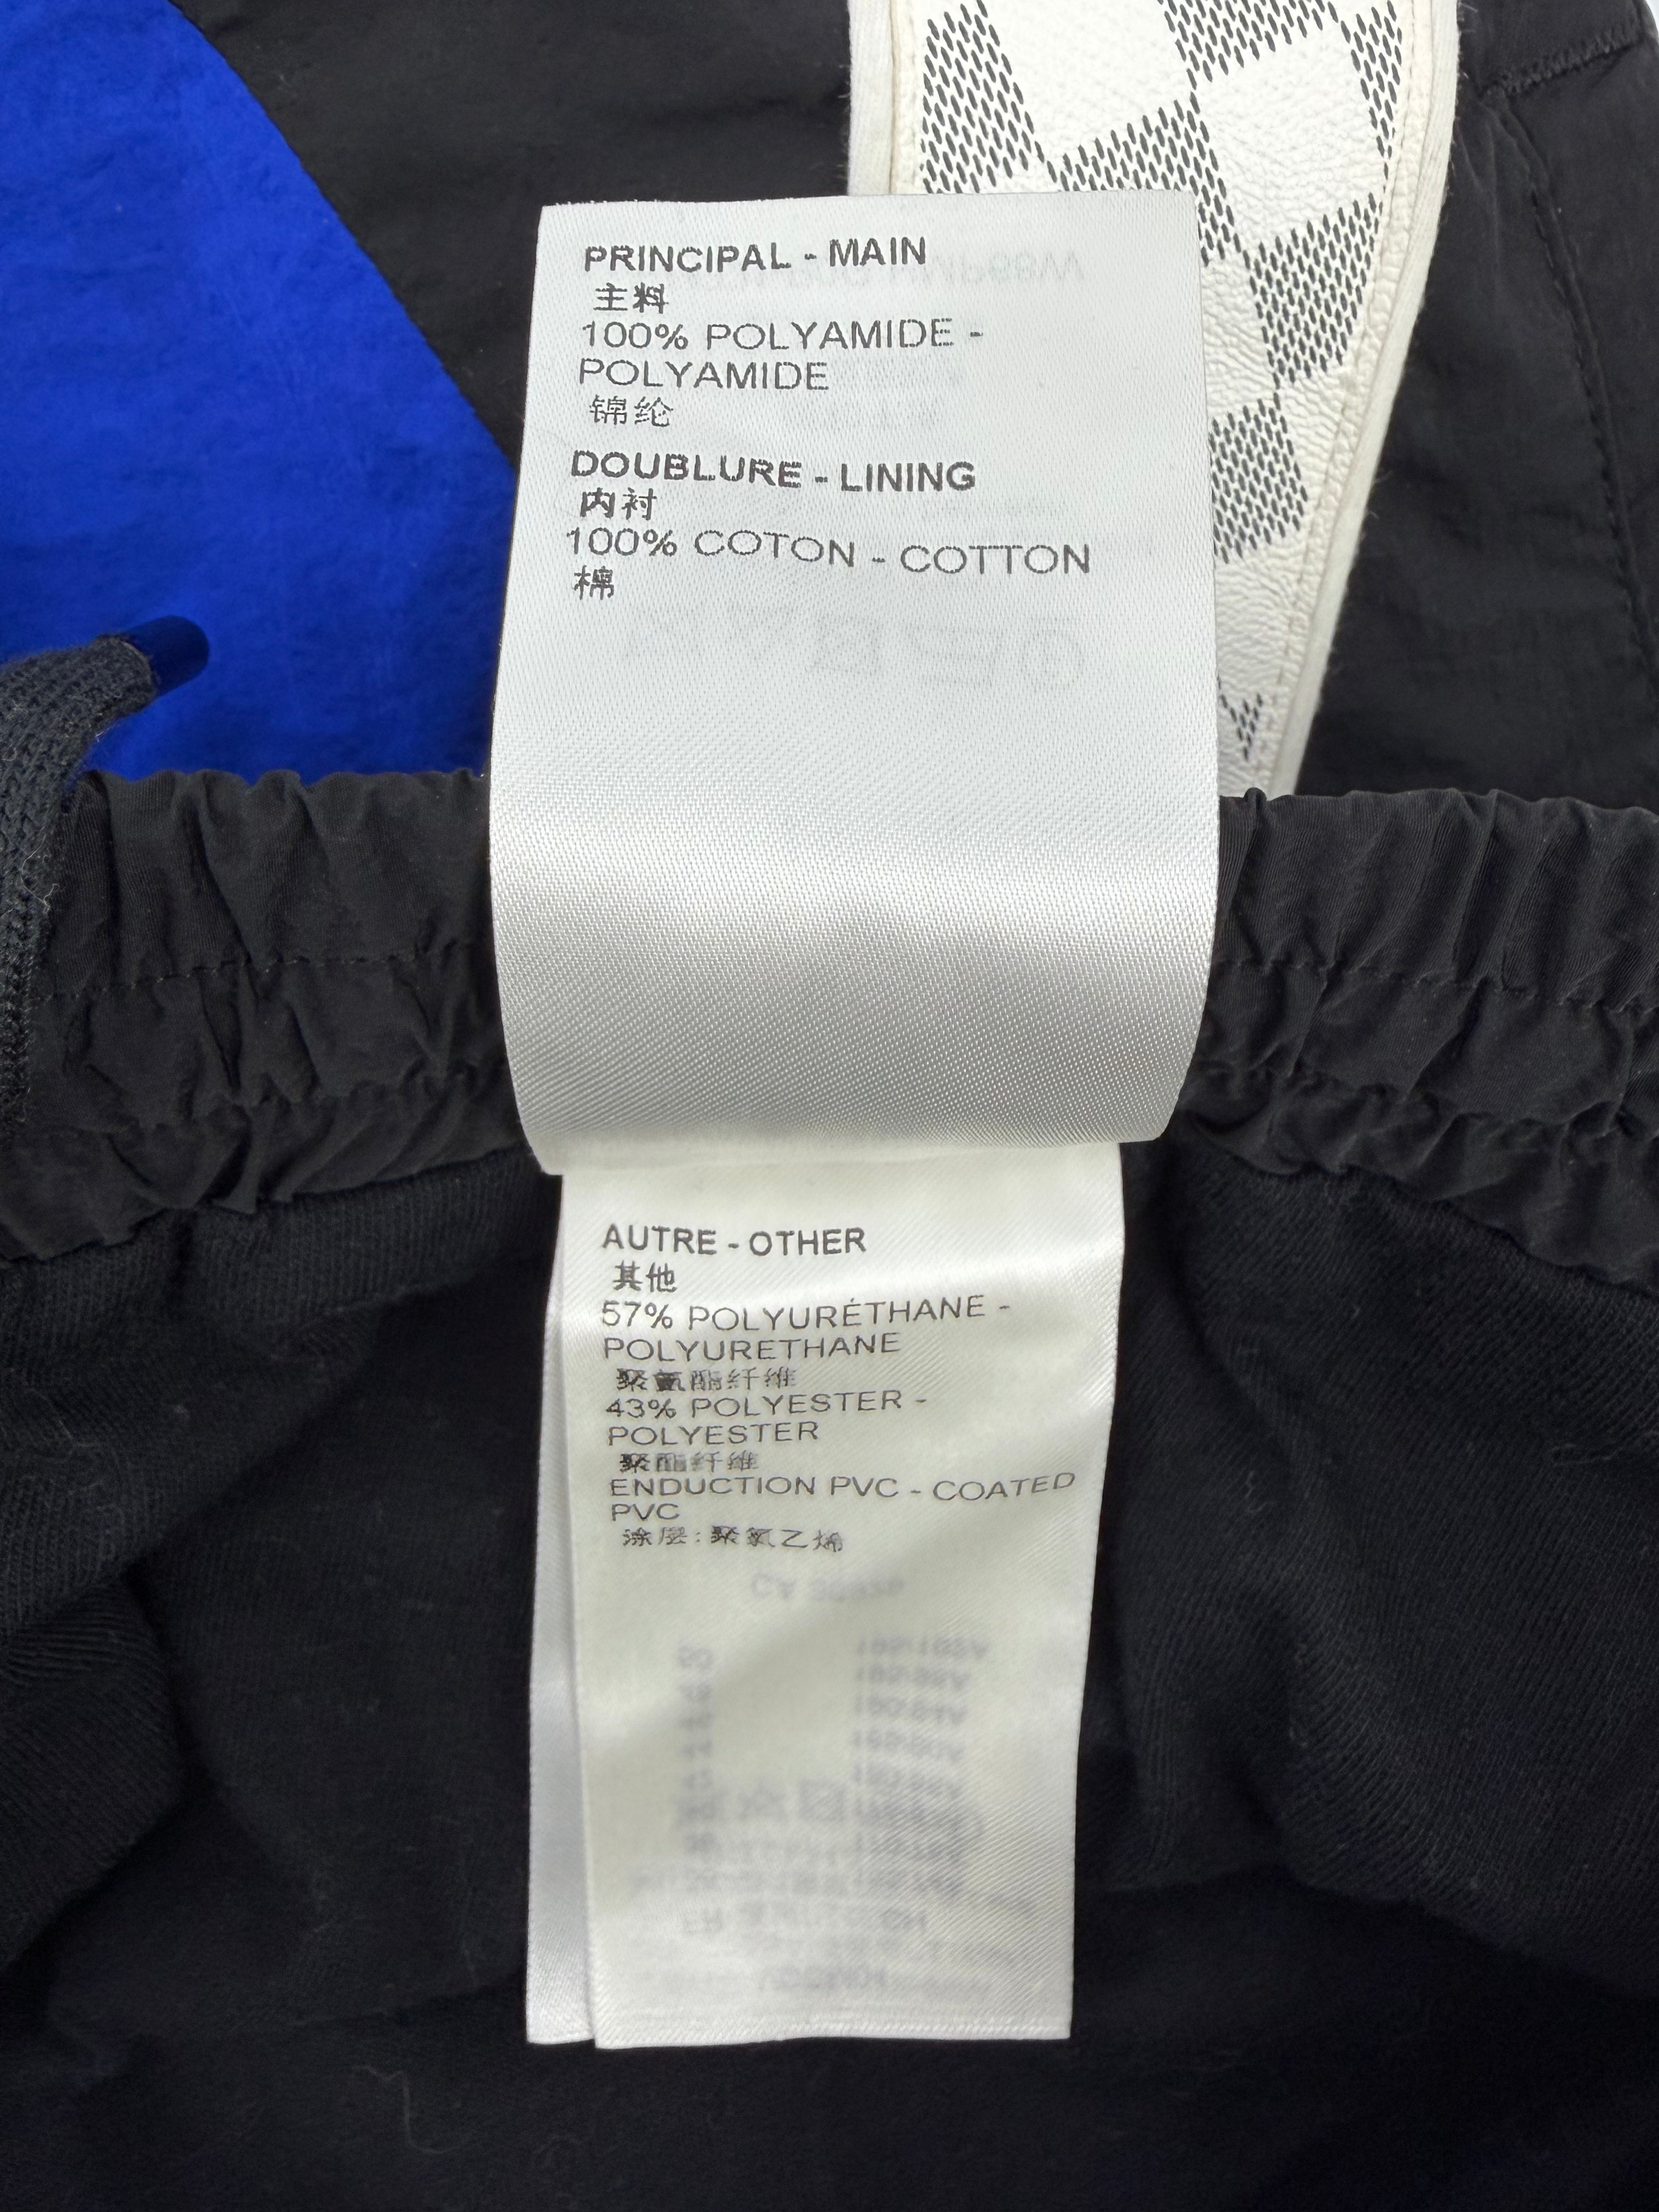 PRINCIPAL - MAIN
主料
100% POLYAMIDE -
POLYAMIDE
锦纶
DOUBLURE - LINING
内衬
100% COTON - COTTON
棉
AUTRE - OTHER
其他
57% POLYURÉTHANE -
POLYURETHANE
聚氨酯纤维
43% POLYESTER -
POLYESTER
聚酯纤维
ENDUCTION PVC - COATED
PVC
涂层:聚氯乙烯